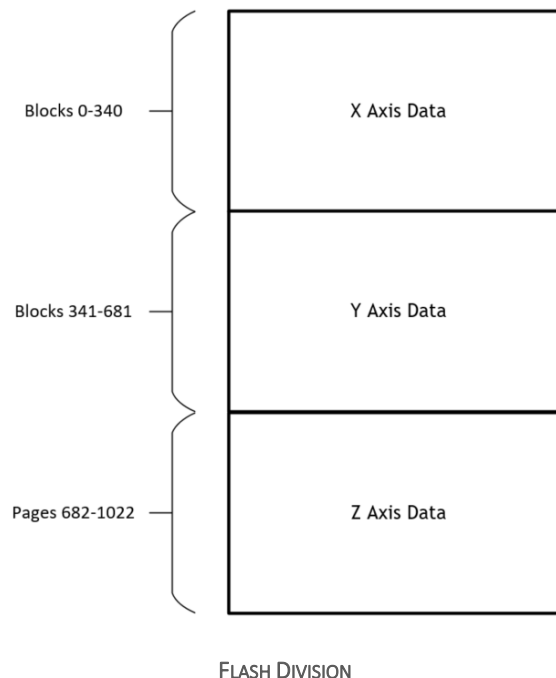 Blocks 0-340
X Axis Data
Blocks 341-681
Y Axis Data
Pages 682-1022
Z Axis Data
FLASH DIVISION